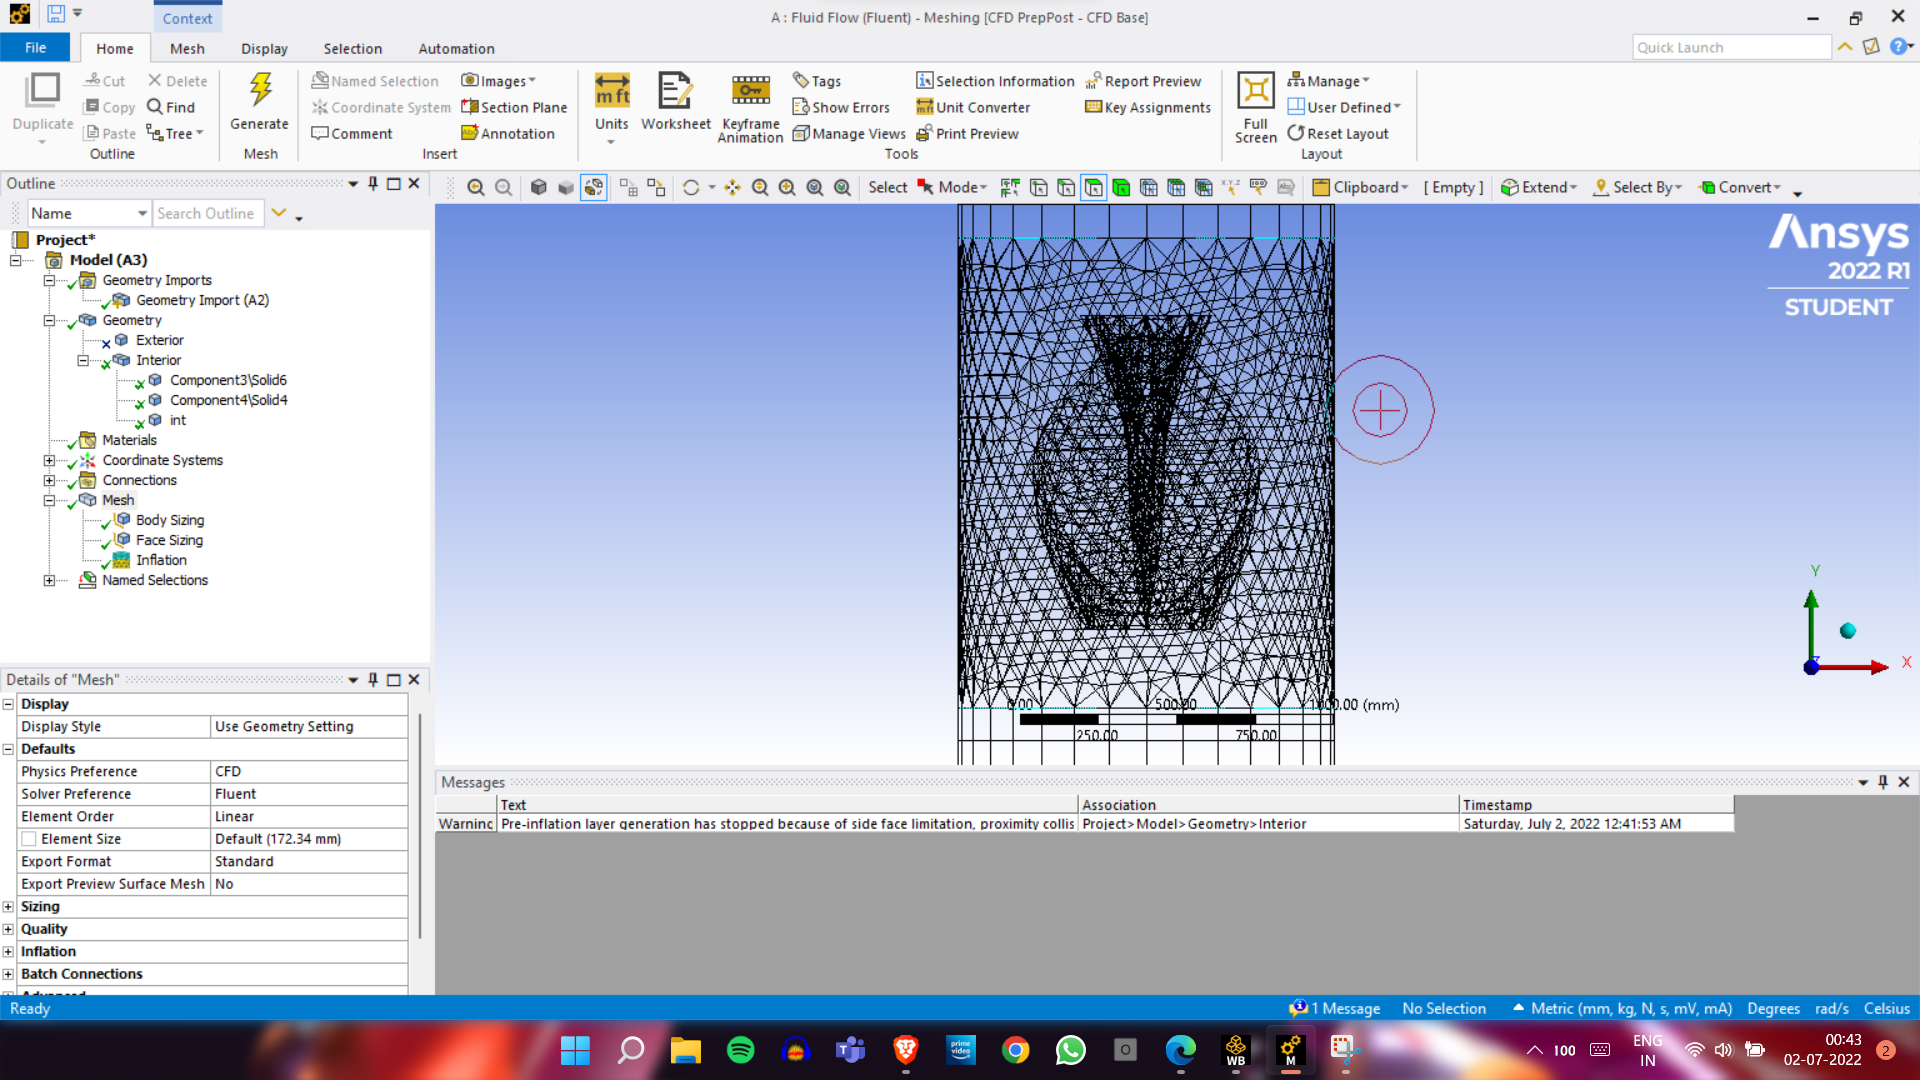 Context
A : Fluid Flow (Fluent) - Meshing [CFD PrepPost - CFD Base]
File Home Mesh Display Selection Automation Quick Launch
Cut Delete Named Selection Images Tags Selection Information Report Preview Manage
Copy Find Coordinate System Section Plane Show Errors Unit Converter Key Assignments User Defined
Duplicate Generate Units Worksheet Keyframe Animation Full Screen
Paste Tree Comment Annotation Manage Views Print Preview Reset Layout
Outline Mesh Insert Tools Layout
Outline
Select Mode Clipboard [ Empty ] Extend Select By Convert
Name Search Outline
Project*
Model (A3)
Geometry Imports
Geometry Import (A2)
Geometry
Exterior
Interior
Component3\Solid6
Component4\Solid4
int
Materials
Coordinate Systems
Connections
Mesh
Body Sizing
Face Sizing
Inflation
Named Selections
Ansys
2022 R1
STUDENT
Y
X
500.00 (mm)
250.00 750.00
Details of "Mesh"
Display
Display Style Use Geometry Setting
Defaults
Physics Preference CFD
Solver Preference Fluent
Element Order Linear
Element Size Default (172.34 mm)
Export Format Standard
Export Preview Surface Mesh No
Sizing
Quality
Inflation
Batch Connections
Messages
Text Association Timestamp
Warning Pre-inflation layer generation has stopped because of side face limitation, proximity collis Project>Model>Geometry>Interior Saturday, July 2, 2022 12:41:53 AM
Ready 1 Message No Selection Metric (mm, kg, N, s, mV, mA) Degrees rad/s Celsius
prime video
WB
M
100
ENG
IN
00:43
02-07-2022
2